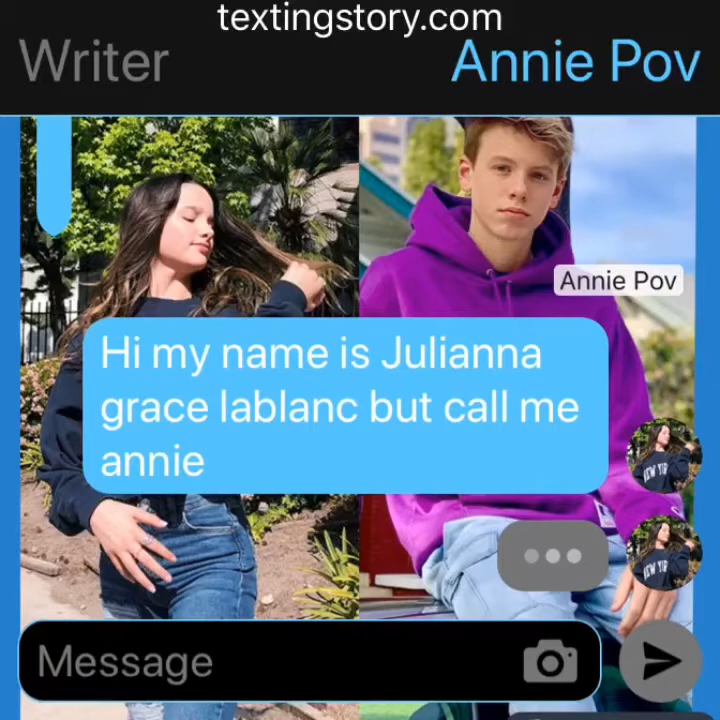 textingstory.com
Writer
Annie Pov
Annie Pov
Hi my name is Julianna
grace lablanc but call me
annie
Message